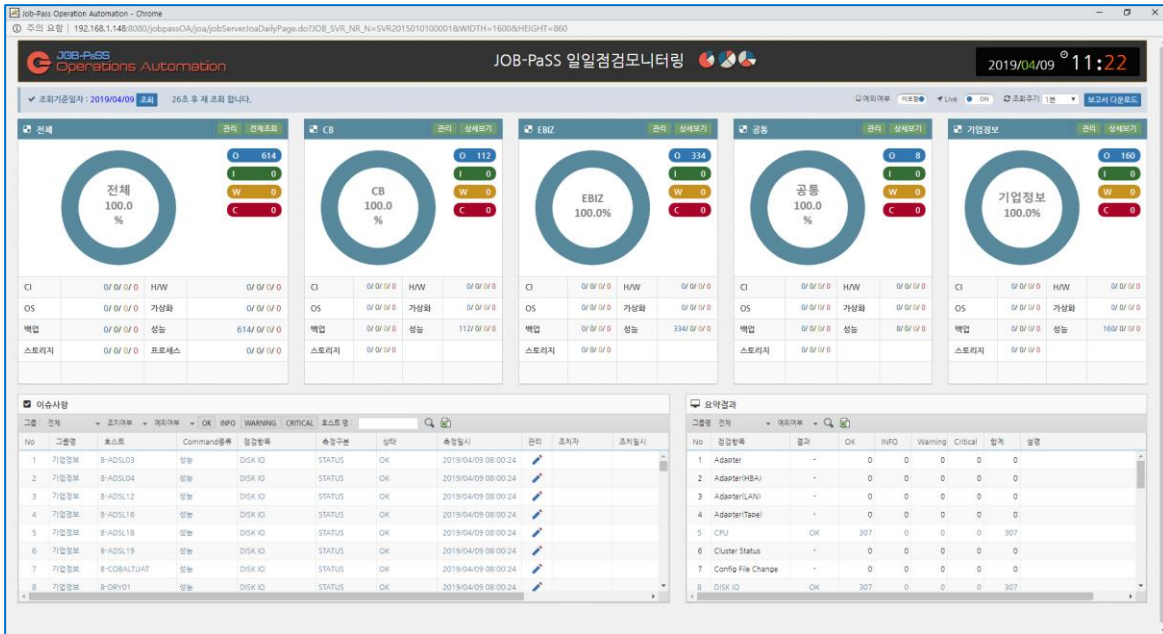 Job-Pass Operation Automation - Chrome
주의 요함 | 192.168.1.148:8080/jobpassOA/joa/jobServerJoaDailyPage.do?JOB_SVR_NR_N=SVR20150101000001&WIDTH=1600&HEIGHT=860
JOB-PaSS
Operations Automation
JOB-PaSS 일일점검모니터링
2019/04/09 11:22
조회기준일자 : 2019/04/09 조회 26초 후 재 조회 합니다.
예외여부 미포함 Live ON 조회주기 1분 보고서 다운로드
전체 관리 전체조회
전체
100.0
%
O 614
I 0
W 0
C 0
CI 0/ 0/ 0/ 0 H/W 0/ 0/ 0/ 0
OS 0/ 0/ 0/ 0 가상화 0/ 0/ 0/ 0
백업 0/ 0/ 0/ 0 성능 614/ 0/ 0/ 0
스토리지 0/ 0/ 0/ 0 프로세스 0/ 0/ 0/ 0
CB 관리 상세보기
CB
100.0
%
O 112
I 0
W 0
C 0
CI 0/ 0/ 0/ 0 H/W 0/ 0/ 0/ 0
OS 0/ 0/ 0/ 0 가상화 0/ 0/ 0/ 0
백업 0/ 0/ 0/ 0 성능 112/ 0/ 0/ 0
스토리지 0/ 0/ 0/ 0
EBIZ 관리 상세보기
EBIZ
100.0%
O 334
I 0
W 0
C 0
CI 0/ 0/ 0/ 0 H/W 0/ 0/ 0/ 0
OS 0/ 0/ 0/ 0 가상화 0/ 0/ 0/ 0
백업 0/ 0/ 0/ 0 성능 334/ 0/ 0/ 0
스토리지 0/ 0/ 0/ 0
공통 관리 상세보기
공통
100.0
%
O 8
I 0
W 0
C 0
CI 0/ 0/ 0/ 0 H/W 0/ 0/ 0/ 0
OS 0/ 0/ 0/ 0 가상화 0/ 0/ 0/ 0
백업 0/ 0/ 0/ 0 성능 8/ 0/ 0/ 0
스토리지 0/ 0/ 0/ 0
기업정보 관리 상세보기
기업정보
100.0%
O 160
I 0
W 0
C 0
CI 0/ 0/ 0/ 0 H/W 0/ 0/ 0/ 0
OS 0/ 0/ 0/ 0 가상화 0/ 0/ 0/ 0
백업 0/ 0/ 0/ 0 성능 160/ 0/ 0/ 0
스토리지 0/ 0/ 0/ 0
이슈사항
그룹: 전체 조치여부 예외여부 OK INFO WARNING CRITICAL 호스트 명:
No 그룹명 호스트 Command종류 점검항목 측정구분 상태 측정일시 관리 조치자 조치일시
1 기업정보 B-ADSL03 성능 DISK IO STATUS OK 2019/04/09 08:00:24
2 기업정보 B-ADSL04 성능 DISK IO STATUS OK 2019/04/09 08:00:24
3 기업정보 B-ADSL12 성능 DISK IO STATUS OK 2019/04/09 08:00:24
4 기업정보 B-ADSL16 성능 DISK IO STATUS OK 2019/04/09 08:00:24
5 기업정보 B-ADSL18 성능 DISK IO STATUS OK 2019/04/09 08:00:24
6 기업정보 B-ADSL19 성능 DISK IO STATUS OK 2019/04/09 08:00:24
7 기업정보 B-COBALTUAT 성능 DISK IO STATUS OK 2019/04/09 08:00:24
8 기업정보 B-DRY01 성능 DISK IO STATUS OK 2019/04/09 08:00:24
요약결과
그룹명 전체 예외여부
No 점검항목 결과 OK INFO Warning Critical 합계 설명
1 Adapter - 0 0 0 0 0
2 Adapter(HBA) - 0 0 0 0 0
3 Adapter(LAN) - 0 0 0 0 0
4 Adapter(Tape) - 0 0 0 0 0
5 CPU OK 307 0 0 0 307
6 Cluster Status - 0 0 0 0 0
7 Config File Change - 0 0 0 0 0
8 DISK IO OK 307 0 0 0 307